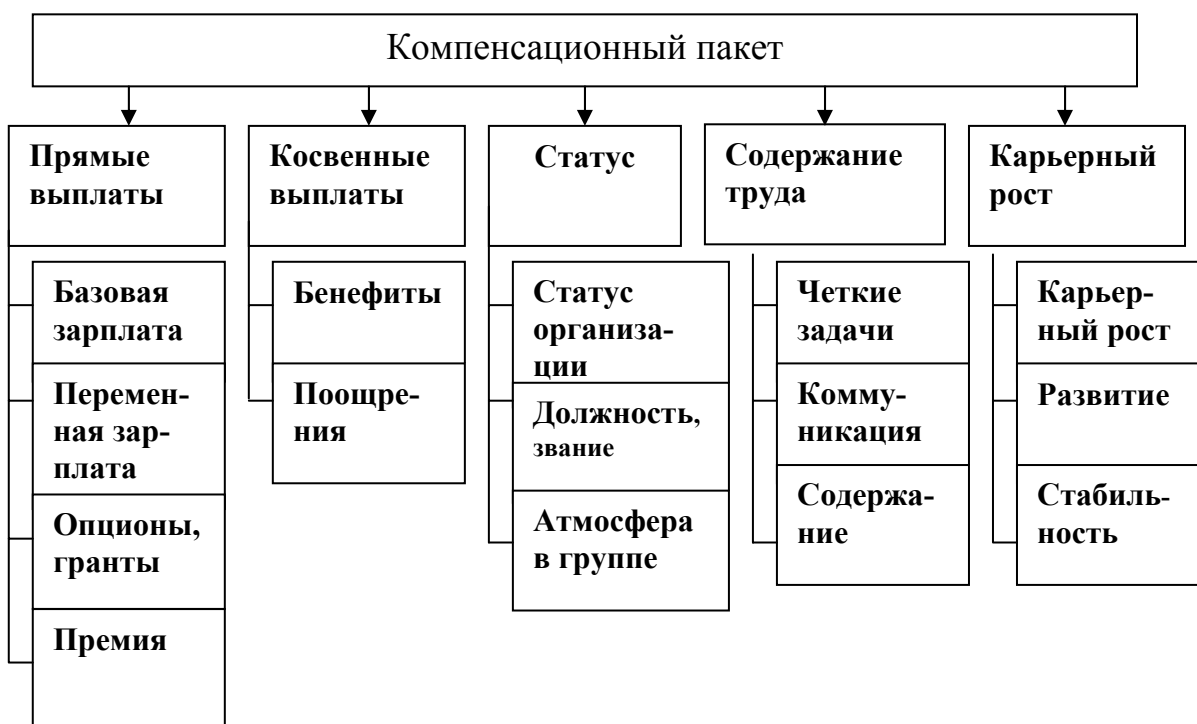 Компенсационный пакет
Прямые
выплаты
Базовая
зарплата
Перемен-
ная зар-
плата
Опционы,
гранты
Премия
Косвенные
выплаты
Бенефиты
Поощре-
ния
Статус
Статус
организа-
ции
Должность,
звание
Атмосфера
в группе
Содержание
труда
Четкие
задачи
Комму-
никация
Содержа-
ние
Карьерный
рост
Карьер-
ный рост
Развитие
Стабиль-
ность